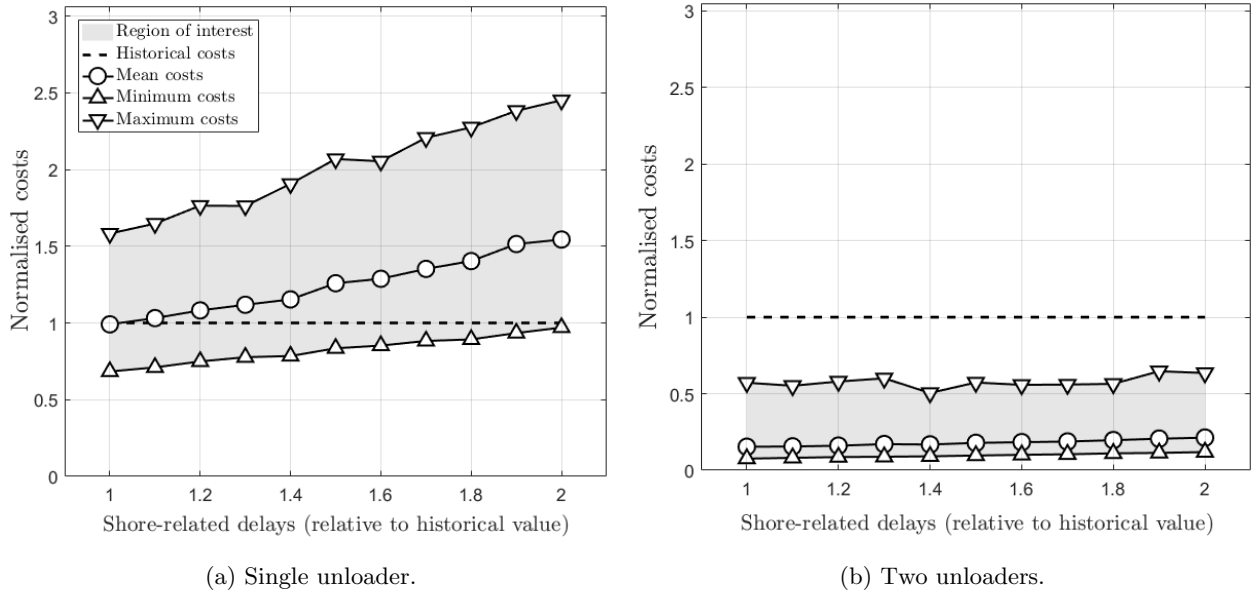 3
2.5
2
1.5
1
0.5
0
Normalised costs
Region of interest
Historical costs
Mean costs
Minimum costs
Maximum costs
1 1.2 1.4 1.6 1.8 2
Shore-related delays (relative to historical value)
(a) Single unloader.
3
2.5
2
1.5
1
0.5
0
Normalised costs
1 1.2 1.4 1.6 1.8 2
Shore-related delays (relative to historical value)
(b) Two unloaders.